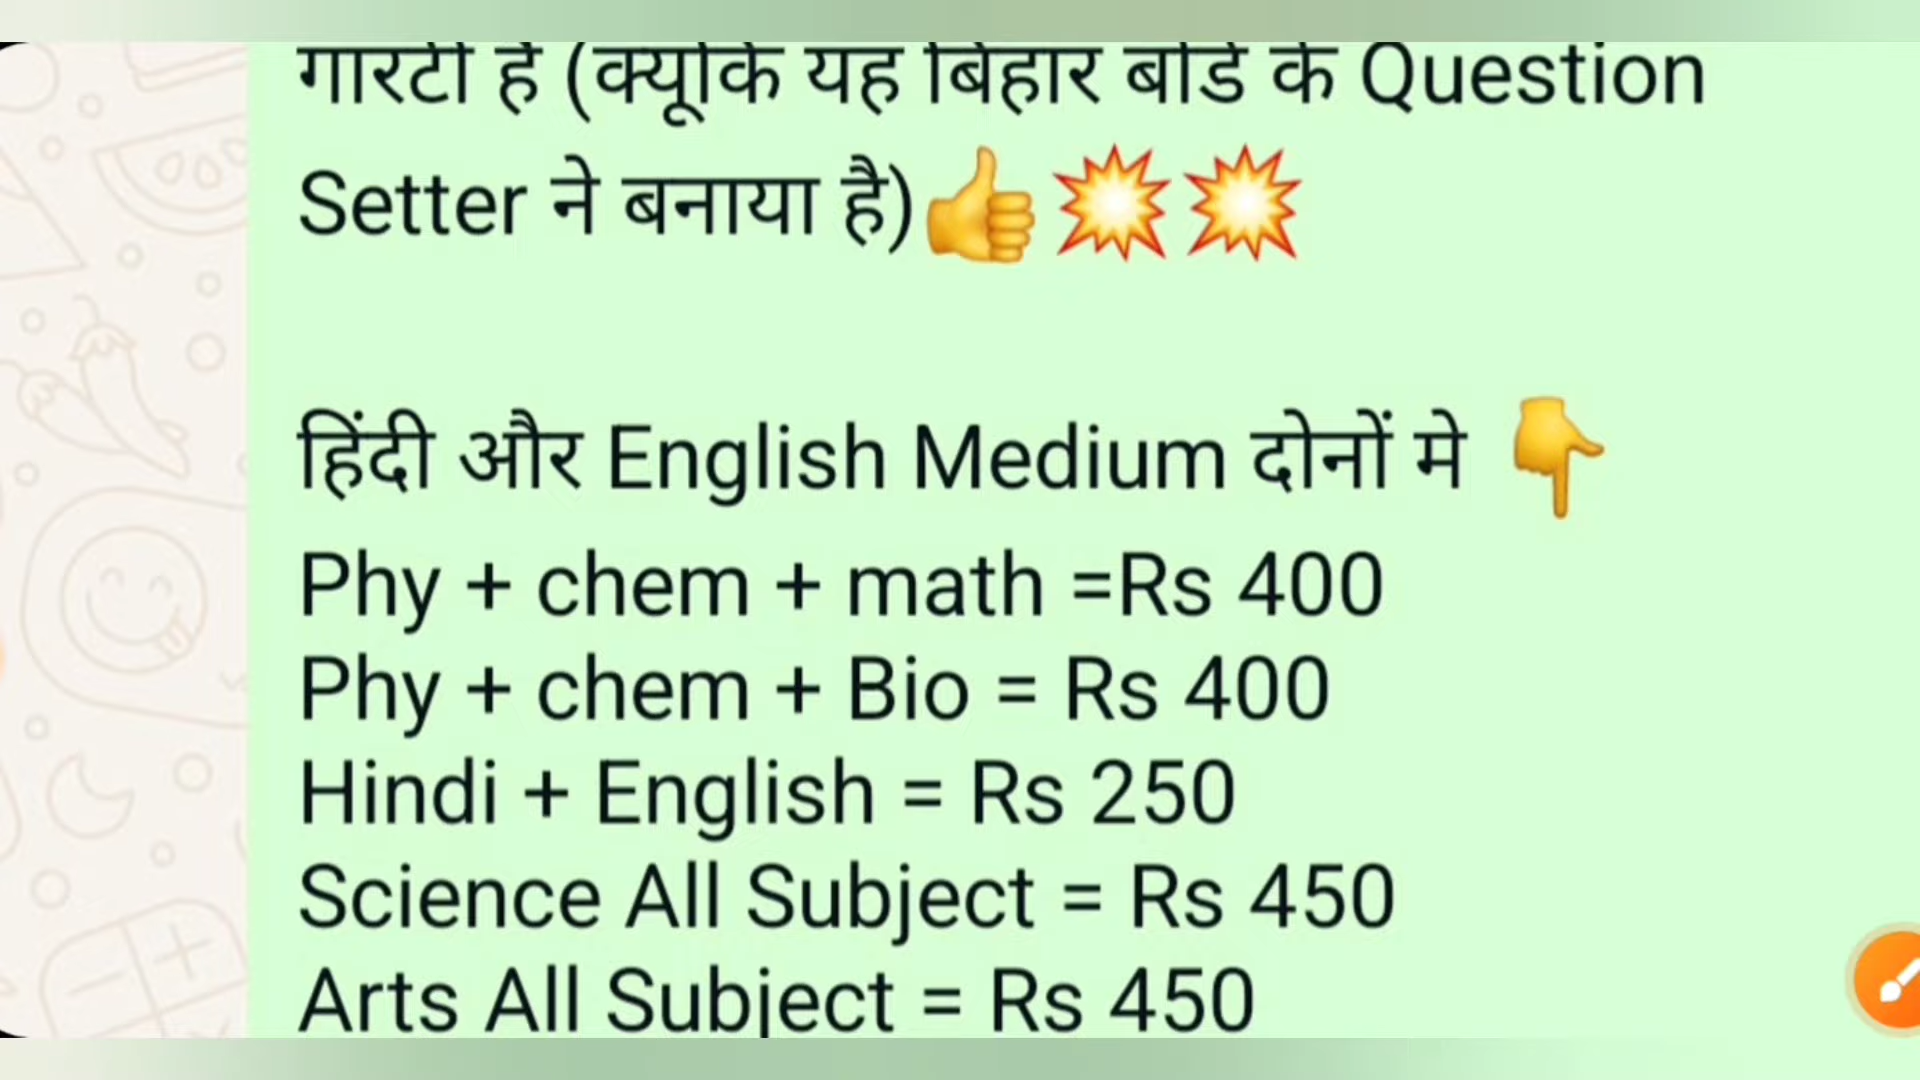 गारंटी है (क्यूंकि यह बिहार बोर्ड के Question
Setter ने बनाया है)👍💥💥
हिंदी और English Medium दोनों मे 👇
Phy + chem + math =Rs 400
Phy + chem + Bio = Rs 400
Hindi + English = Rs 250
Science All Subject = Rs 450
Arts All Subject = Rs 450